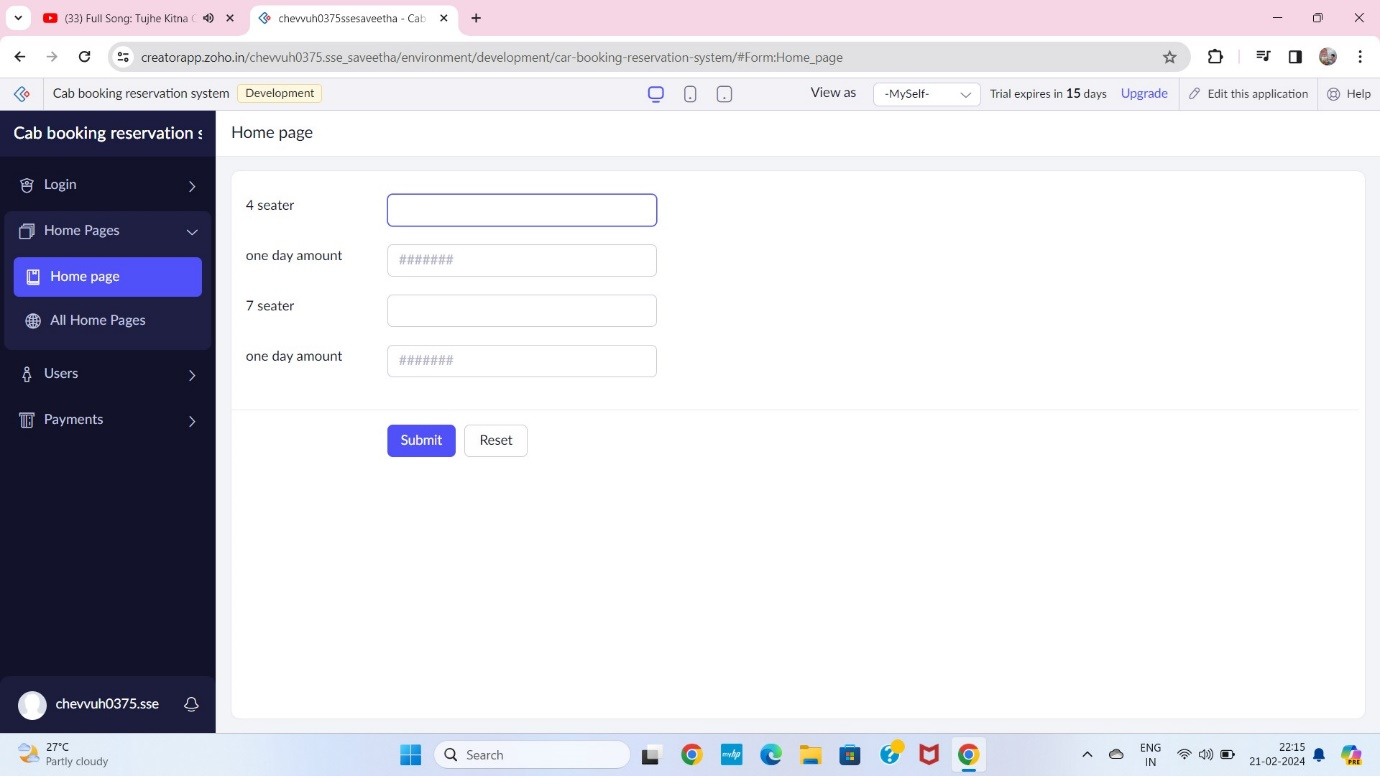 (33) Full Song: Tujhe Kitna C
chevvuh0375ssesaveetha - Cab
creatorapp.zoho.in/chevvuh0375.sse_saveetha/environment/development/car-booking-reservation-system/#Form:Home_page
Cab booking reservation system Development View as -MySelf- Trial expires in 15 days Upgrade Edit this application Help
Cab booking reservation s
Home page
Login
Home Pages
Home page
All Home Pages
Users
Payments
4 seater
one day amount #######
7 seater
one day amount #######
Submit Reset
chevvuh0375.sse
27°C
Partly cloudy
Search
myhp
PRE
ENG
IN
22:15
21-02-2024